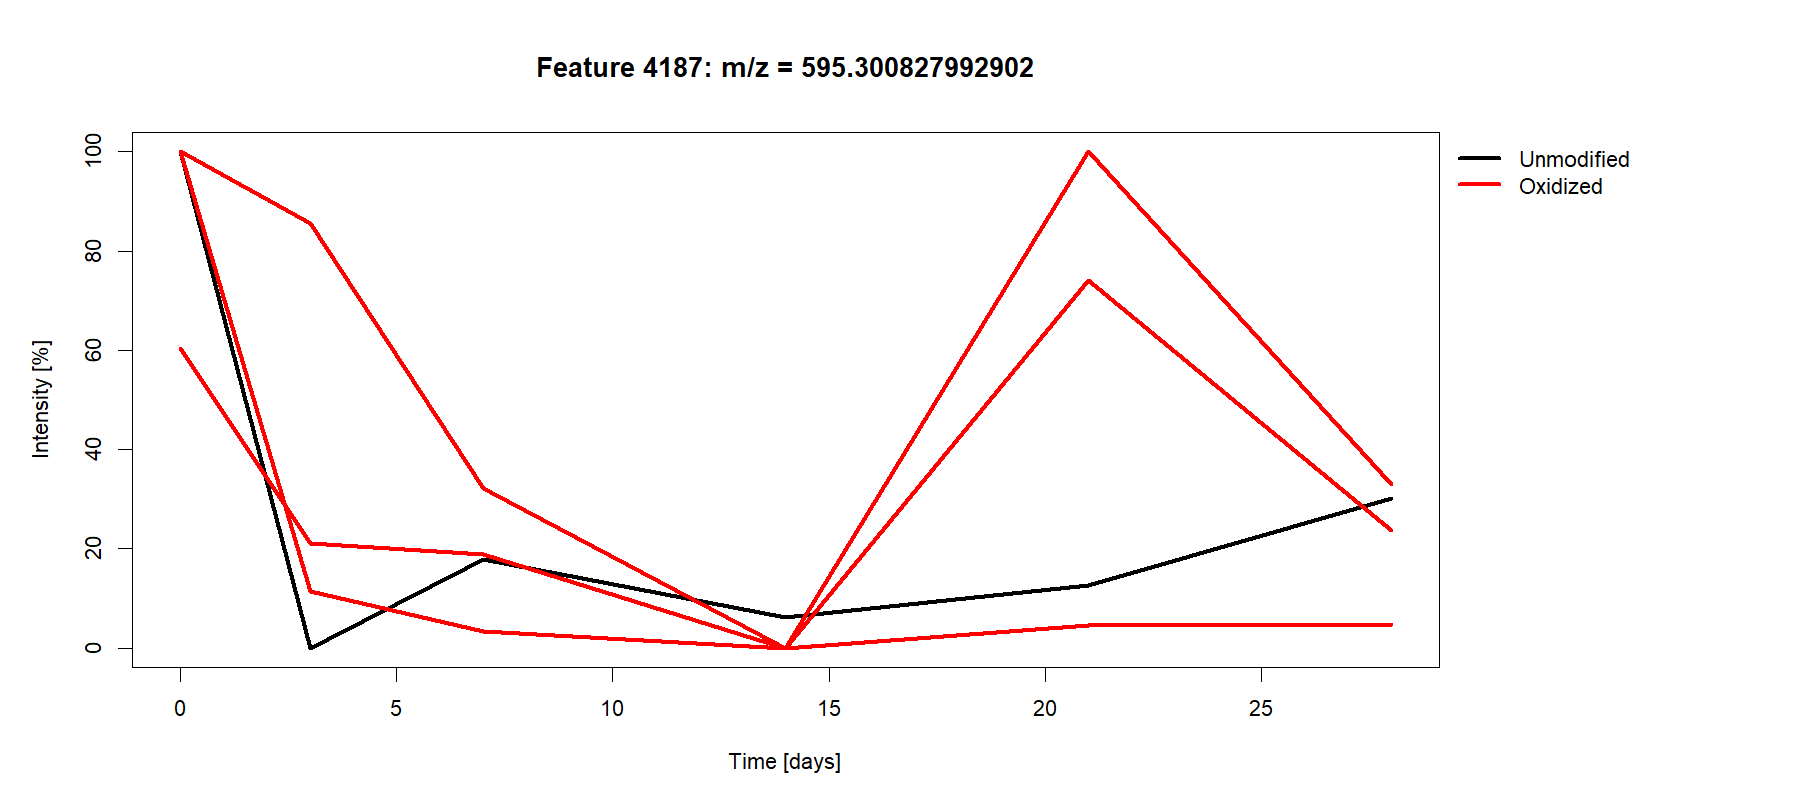 Feature 4187: m/z = 595.300827992902
Unmodified
Oxidized
100
80
60
40
20
0
Intensity [%]
0 5 10 15 20 25
Time [days]